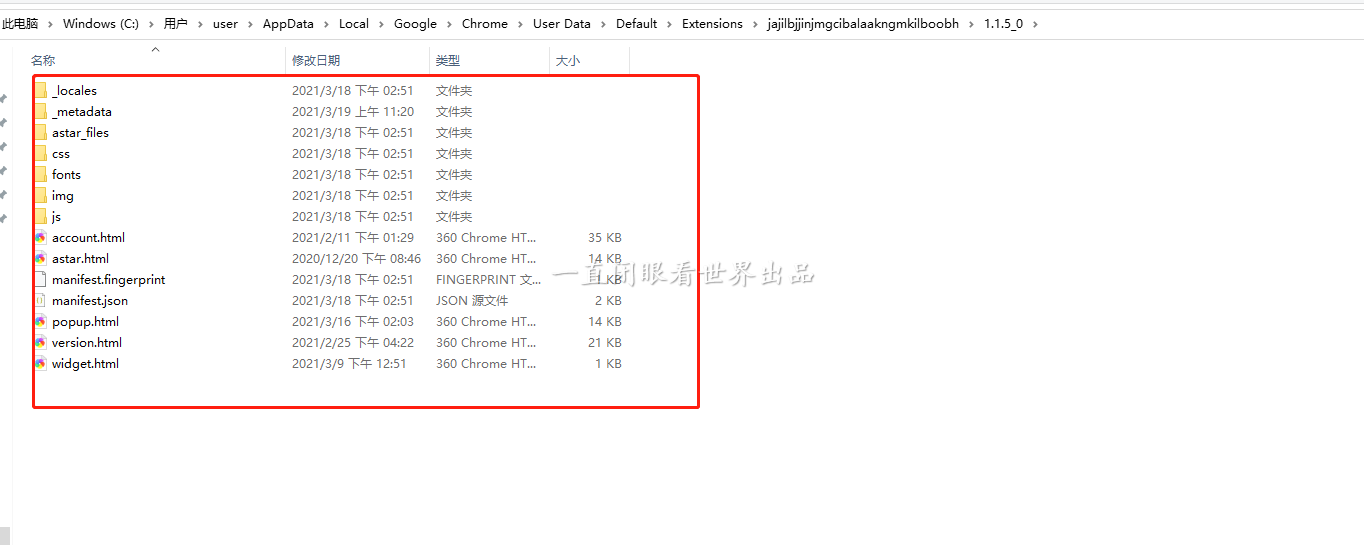 此电脑 › Windows (C:) › 用户 › user › AppData › Local › Google › Chrome › User Data › Default › Extensions › jajilbjjinjmgcibalaakngmkilboobh › 1.1.5_0 ›
名称 修改日期 类型 大小
_locales 2021/3/18 下午 02:51 文件夹
_metadata 2021/3/19 上午 11:20 文件夹
astar_files 2021/3/18 下午 02:51 文件夹
css 2021/3/18 下午 02:51 文件夹
fonts 2021/3/18 下午 02:51 文件夹
img 2021/3/18 下午 02:51 文件夹
js 2021/3/18 下午 02:51 文件夹
account.html 2021/2/11 下午 01:29 360 Chrome HT... 35 KB
astar.html 2020/12/20 下午 08:46 360 Chrome HT... 14 KB
manifest.fingerprint 2021/3/18 下午 02:51 FINGERPRINT 文... 1 KB
一直闭眼看世界出品
manifest.json 2021/3/18 下午 02:51 JSON 源文件 2 KB
popup.html 2021/3/16 下午 02:03 360 Chrome HT... 14 KB
version.html 2021/2/25 下午 04:22 360 Chrome HT... 21 KB
widget.html 2021/3/9 下午 12:51 360 Chrome HT... 1 KB